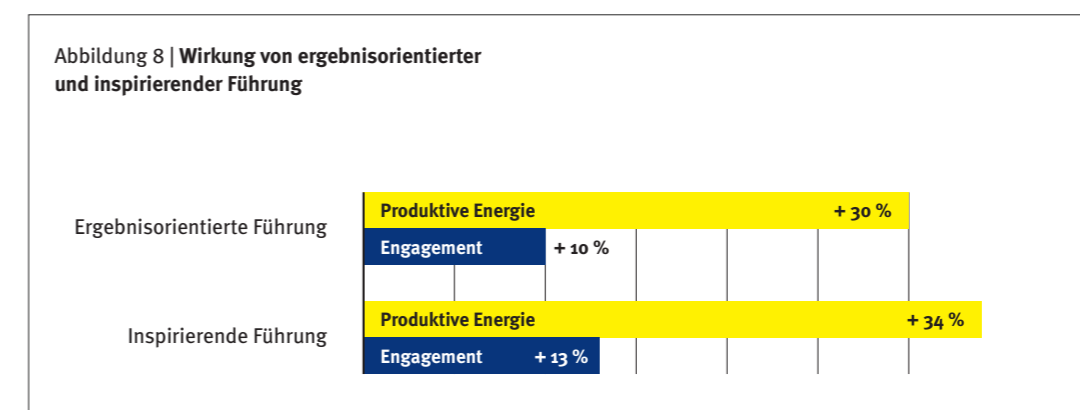 Abbildung 8 | Wirkung von ergebnisorientierter
und inspirierender Führung
Ergebnisorientierte Führung
Produktive Energie + 30 %
Engagement + 10 %
Inspirierende Führung
Produktive Energie + 34 %
Engagement + 13 %